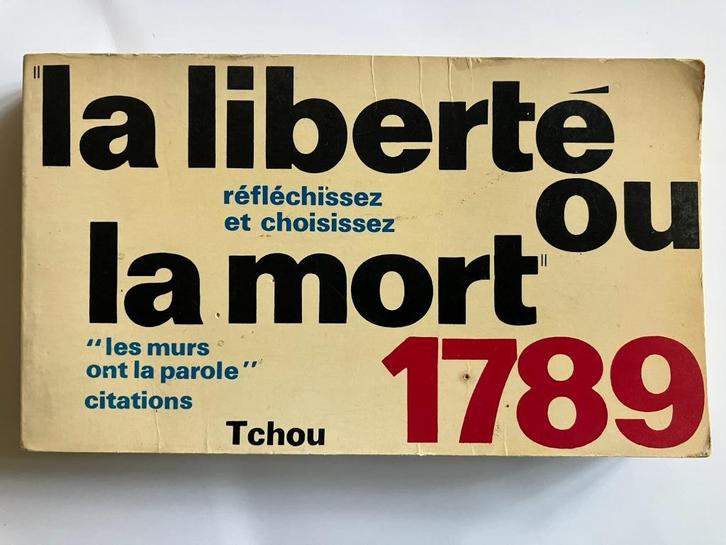 "la liberté
ou
réfléchissez
et choisissez
la mort"
"les murs
ont la parole"
citations
1789
Tchou